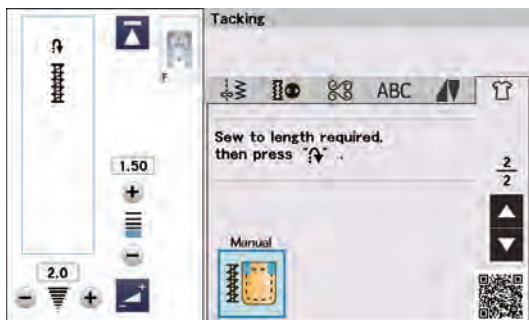 Tacking
F
ABC
Sew to length required,
then press " ".
1.50
2
2
Manual
2.0